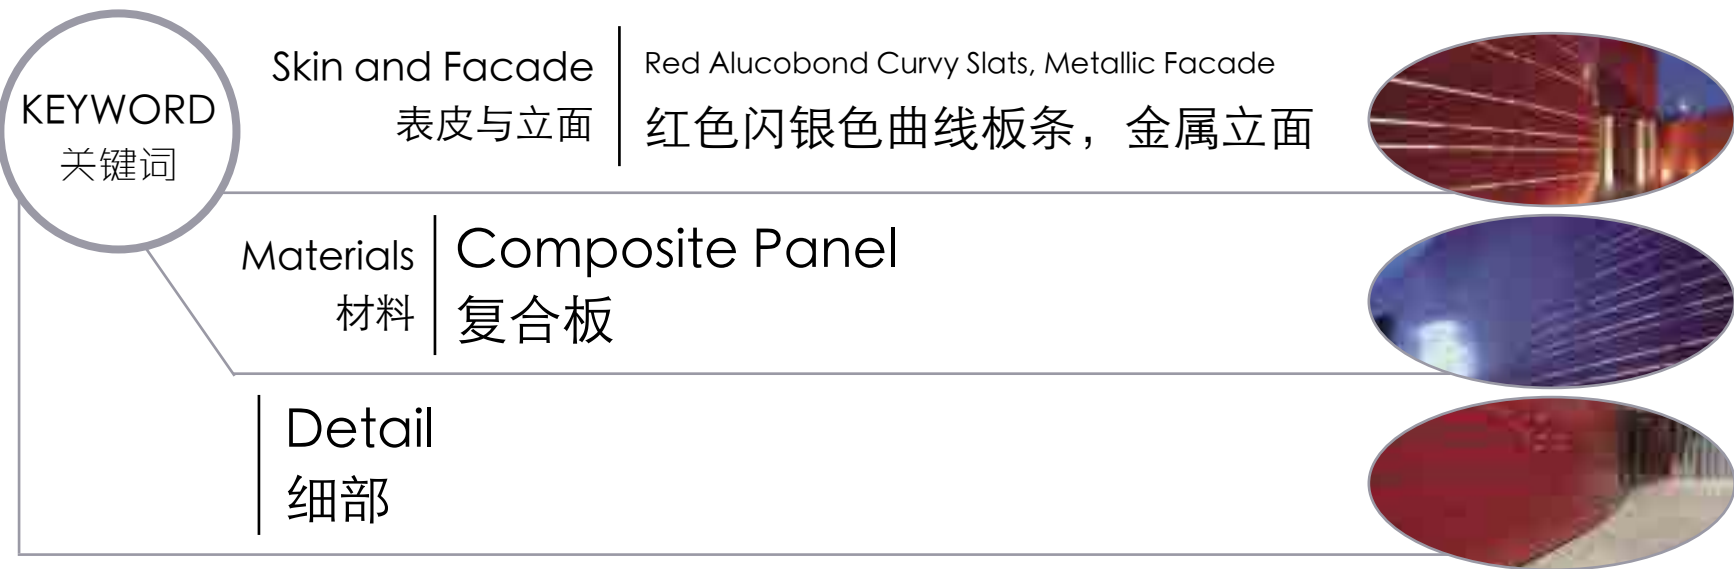 KEYWORD
关键词
Skin and Facade
表皮与立面
Red Alucobond Curvy Slats, Metallic Facade
红色闪银色曲线板条，金属立面
Materials
材料
Composite Panel
复合板
Detail
细部